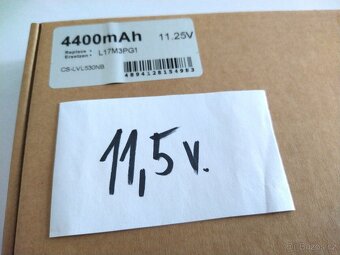 4400mAh 11.25V
Replace
Ersetzen L17M3PG1
CS-LVL530NB
4894128154983
11,5 v.